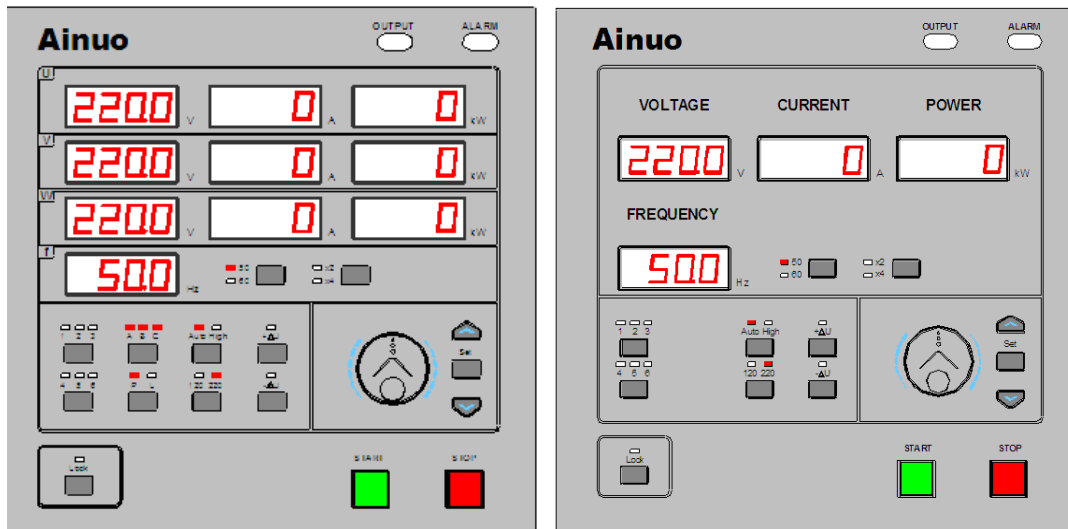 Ainuo
OUTPUT ALARM
U
220.0 V 0 A 0 kW
V
220.0 V 0 A 0 kW
W
220.0 V 0 A 0 kW
f
50.0 Hz
50
60
x2
x4
1 2 3
A B C
Auto High
+ΔU
4 5 6
P L
120 220
-ΔU
Set
Lock
START STOP
Ainuo
OUTPUT ALARM
VOLTAGE CURRENT POWER
220.0 V 0 A 0 kW
FREQUENCY
50.0 Hz
50
60
x2
x4
1 2 3
Auto High
+ΔU
4 5 6
120 220
-ΔU
Set
Lock
START STOP